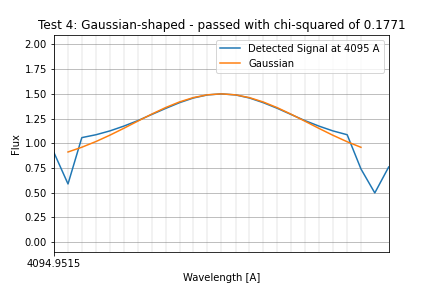 Test 4: Gaussian-shaped - passed with chi-squared of 0.1771
Detected Signal at 4095 A
Gaussian
Flux
2.00
1.75
1.50
1.25
1.00
0.75
0.50
0.25
0.00
4094.9515
Wavelength [A]